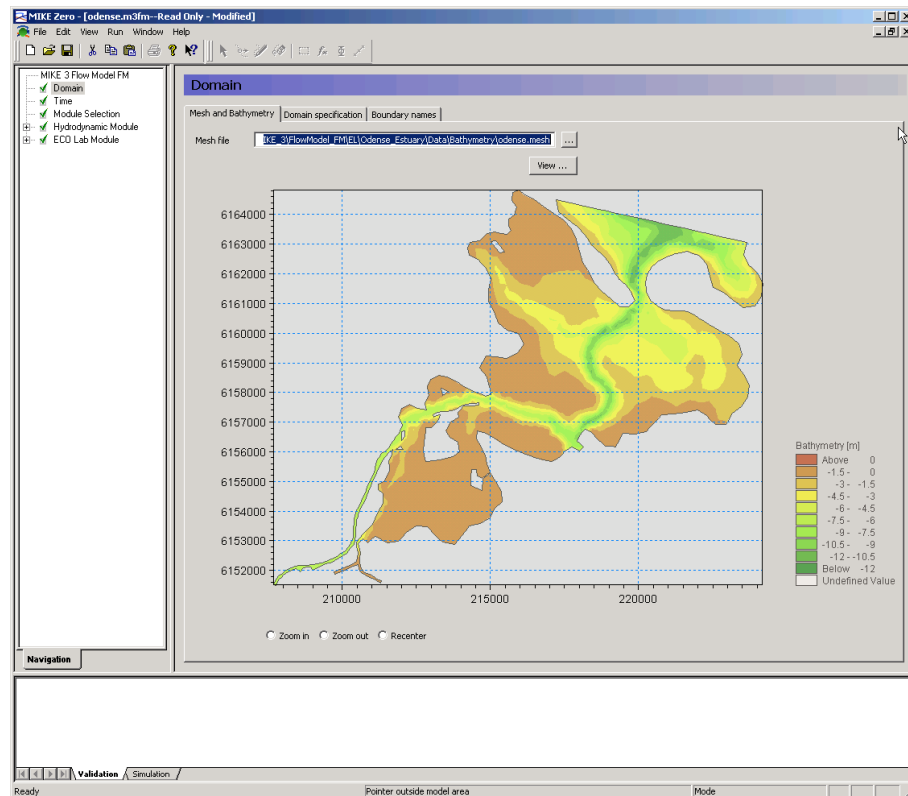 MIKE Zero - [odense.m3fm--Read Only - Modified]
File Edit View Run Window Help
MIKE 3 Flow Model FM
Domain
Time
Module Selection
Hydrodynamic Module
ECO Lab Module
Navigation
Domain
Mesh and Bathymetry Domain specification Boundary names
Mesh file IKE_3\FlowModel_FM\EL\Odense_Estuary\Data\Bathymetry\odense.mesh ...
View ...
6164000
6163000
6162000
6161000
6160000
6159000
6158000
6157000
6156000
6155000
6154000
6153000
6152000
210000 215000 220000
Bathymetry [m]
Above 0
-1.5 - 0
-3 - -1.5
-4.5 - -3
-6 - -4.5
-7.5 - -6
-9 - -7.5
-10.5 - -9
-12 - -10.5
Below -12
Undefined Value
Zoom in Zoom out Recenter
Validation Simulation
Ready Pointer outside model area Mode